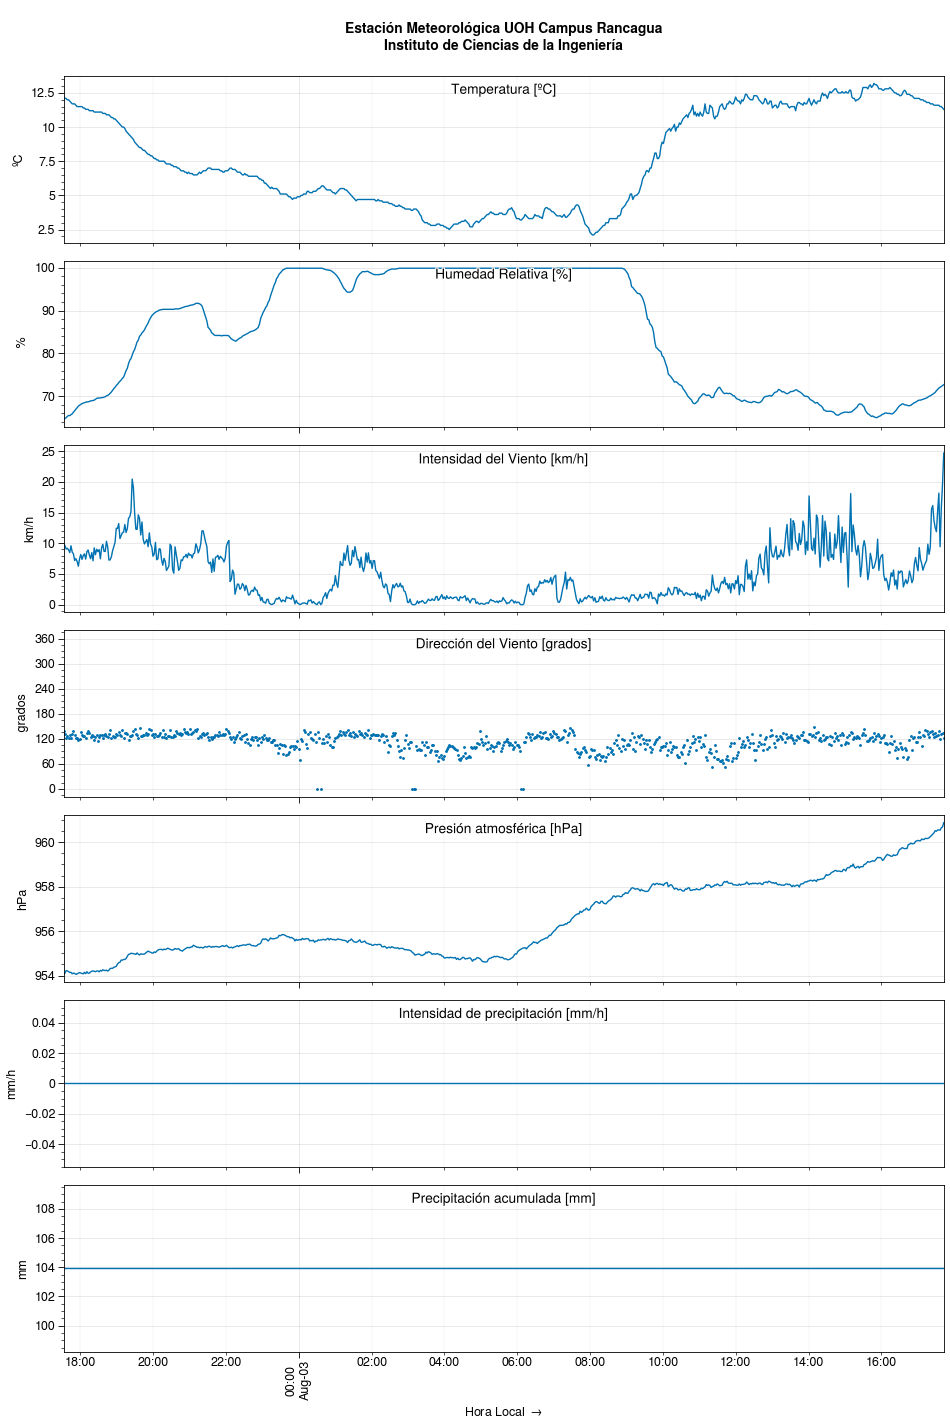 Estación Meteorológica UOH Campus Rancagua
Instituto de Ciencias de la Ingeniería
Temperatura [ºC]
ºC
12.5
10
7.5
5
2.5
Humedad Relativa [%]
%
100
90
80
70
Intensidad del Viento [km/h]
km/h
25
20
15
10
5
0
Dirección del Viento [grados]
grados
360
300
240
180
120
60
0
Presión atmosférica [hPa]
hPa
960
958
956
954
Intensidad de precipitación [mm/h]
mm/h
0.04
0.02
0
−0.02
−0.04
Precipitación acumulada [mm]
mm
108
106
104
102
100
18:00 20:00 22:00 00:00 02:00 04:00 06:00 08:00 10:00 12:00 14:00 16:00
Aug-03
Hora Local →